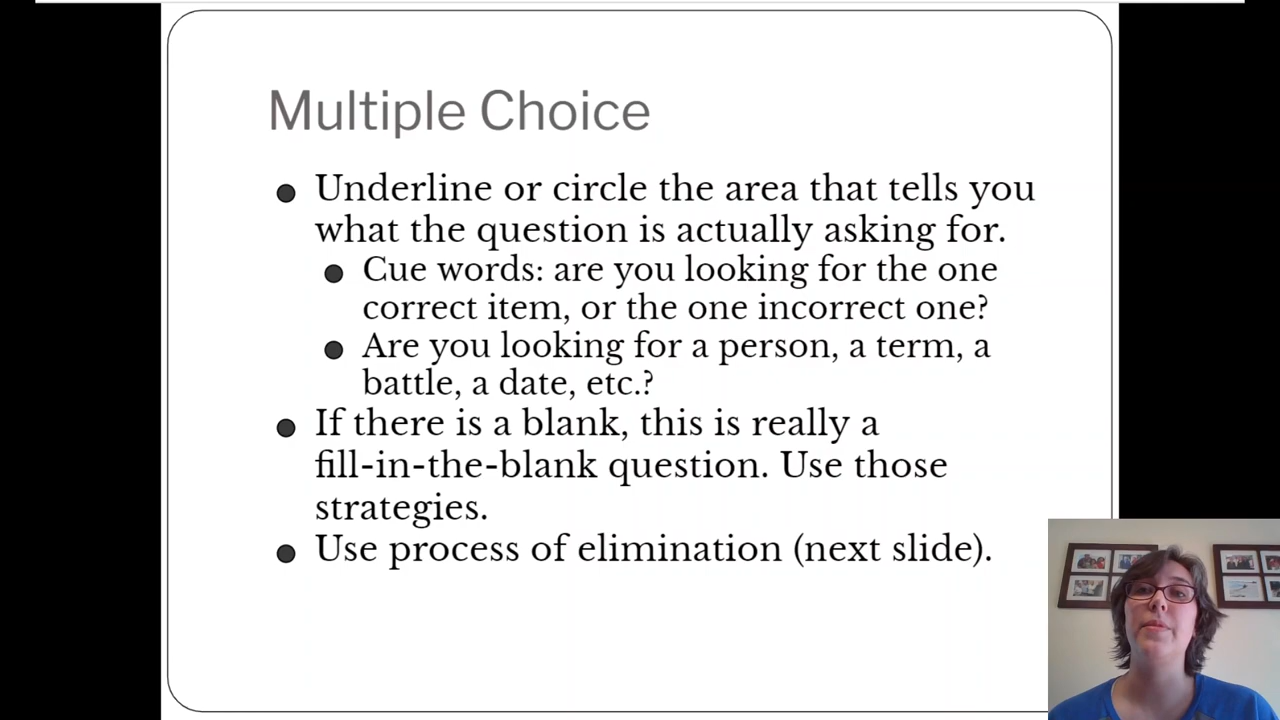 Multiple Choice
Underline or circle the area that tells you
what the question is actually asking for.
Cue words: are you looking for the one
correct item, or the one incorrect one?
Are you looking for a person, a term, a
battle, a date, etc.?
If there is a blank, this is really a
fill-in-the-blank question. Use those
strategies.
Use process of elimination (next slide).